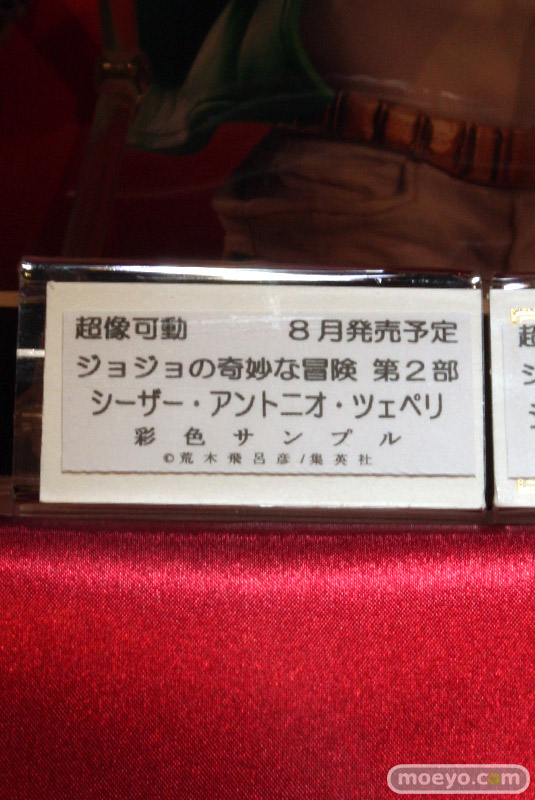 超像可動 8月発売予定
ジョジョの奇妙な冒険 第2部
シーザー・アントニオ・ツェペリ
彩色サンプル
©荒木飛呂彦/集英社
moeyo.com